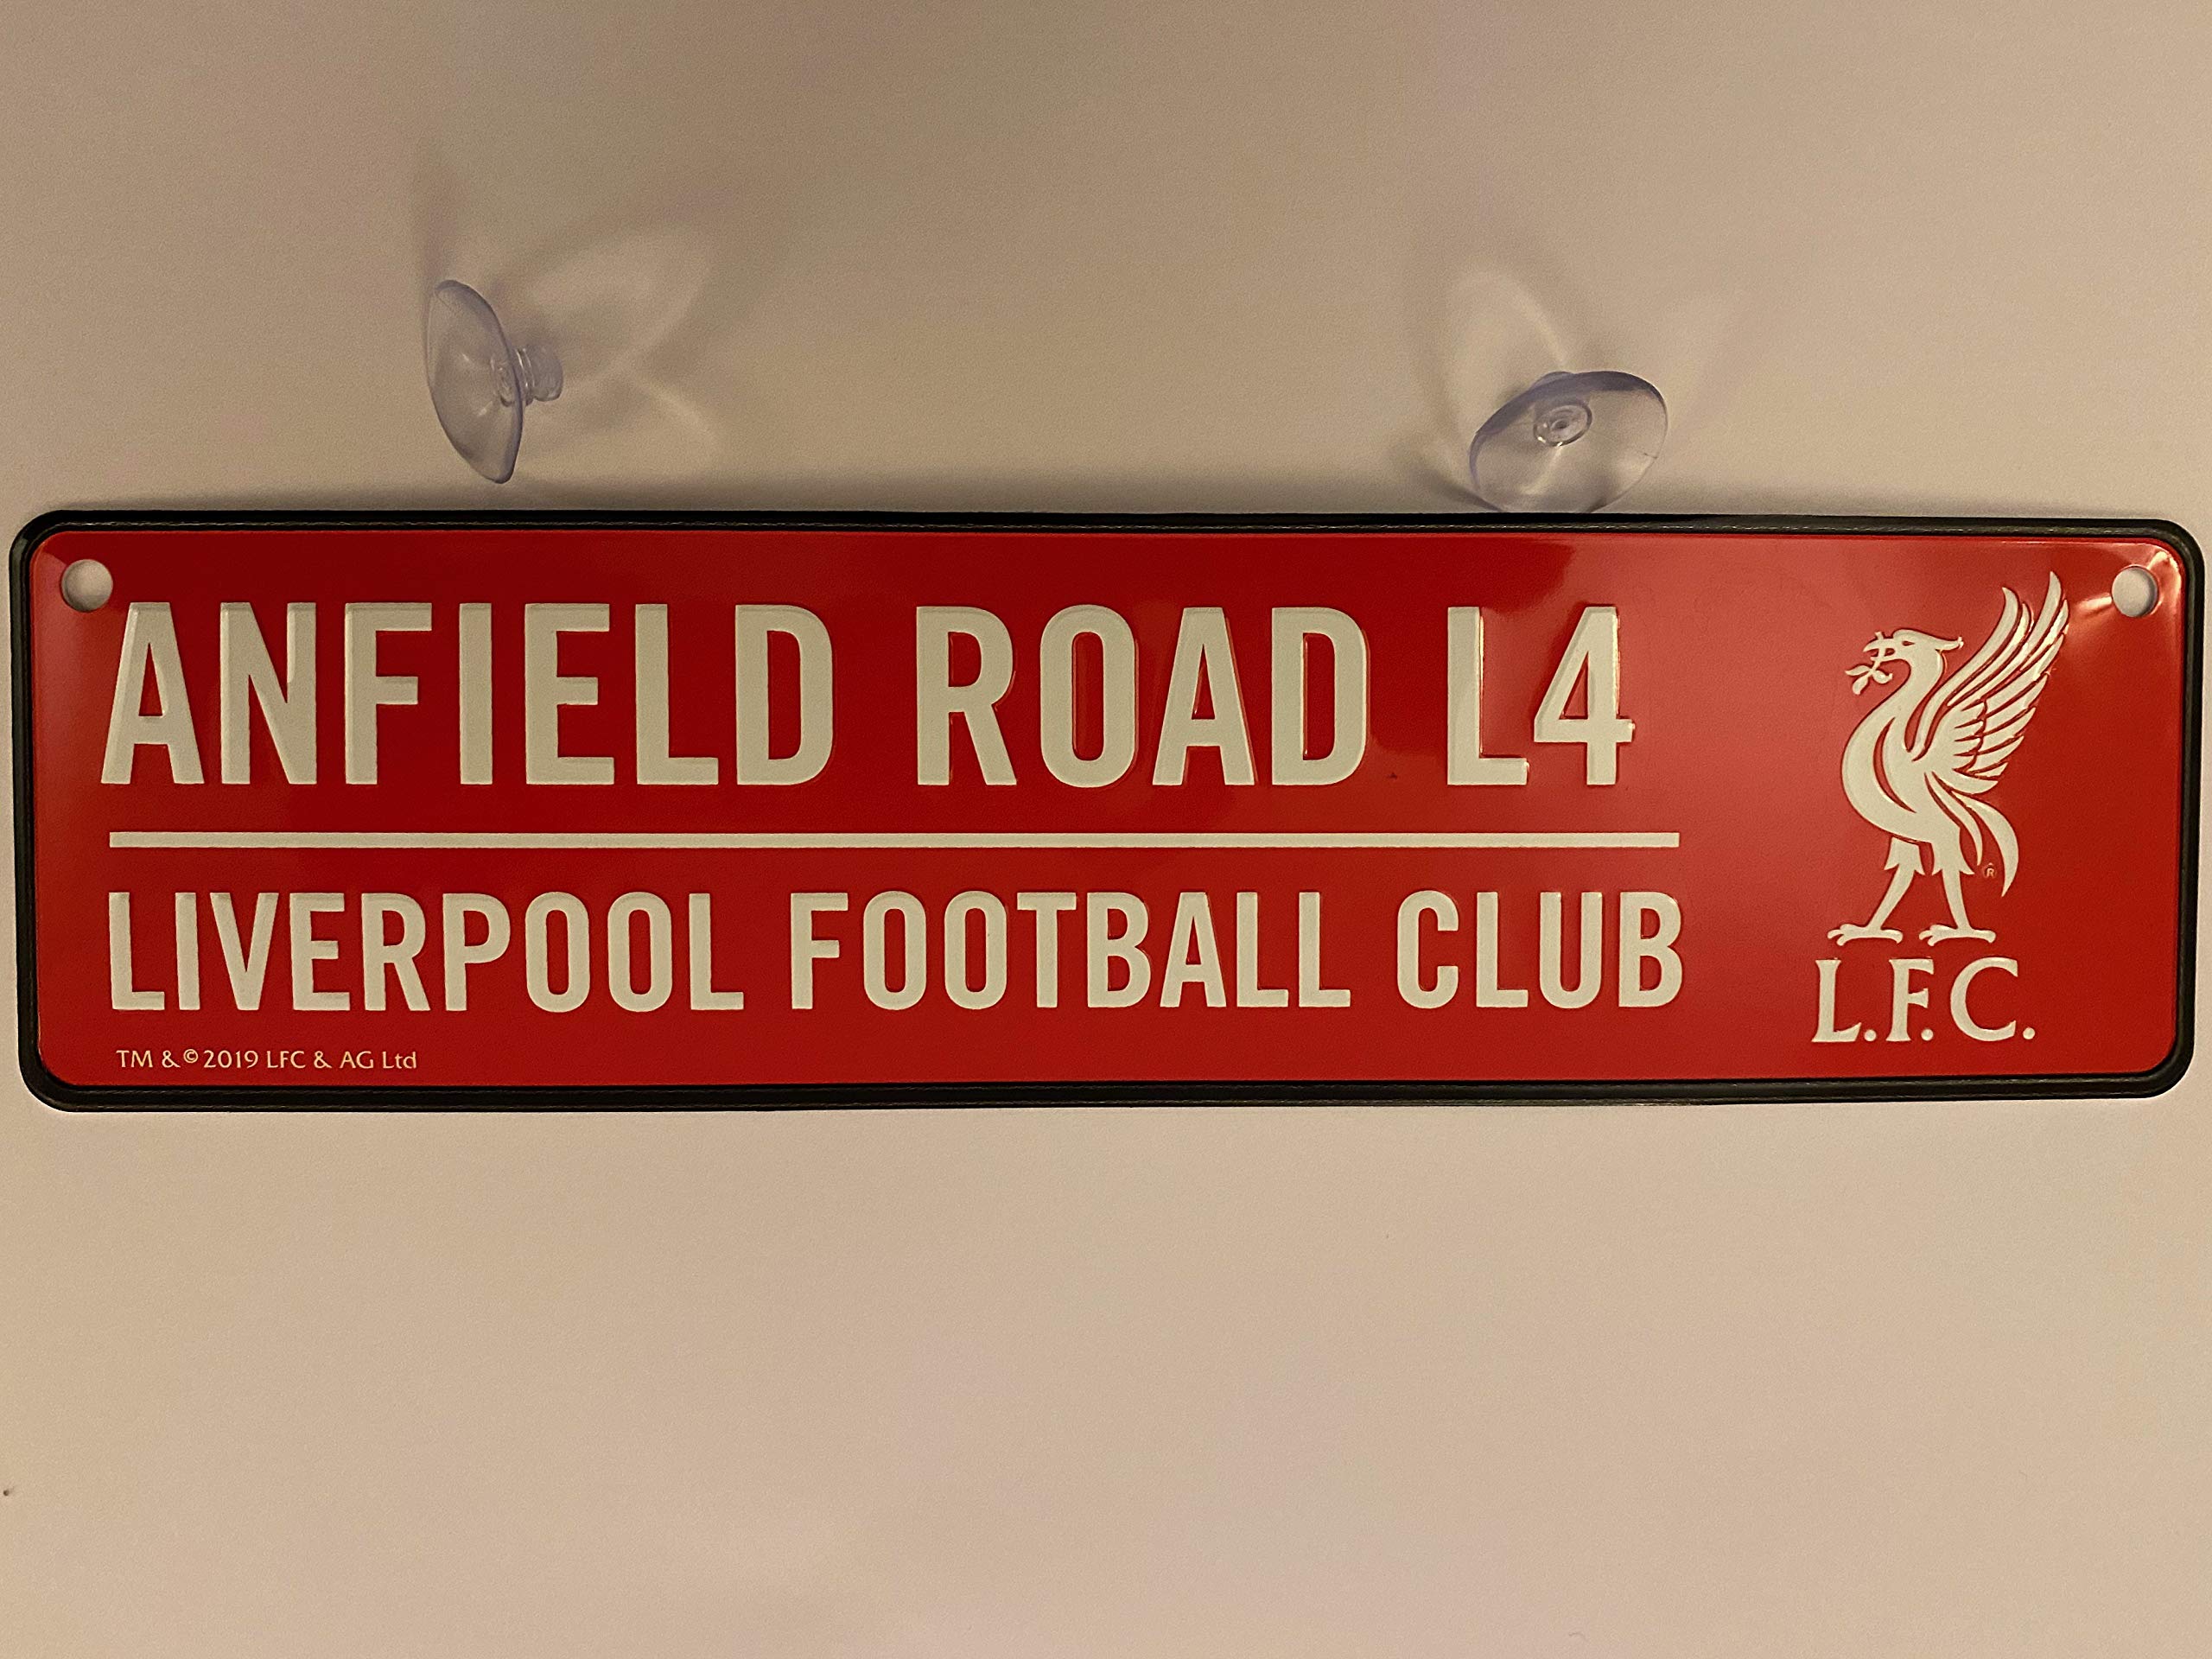 ANFIELD ROAD L4
LIVERPOOL FOOTBALL CLUB
TM & © 2019 LFC & AG Ltd
®
L.F.C.